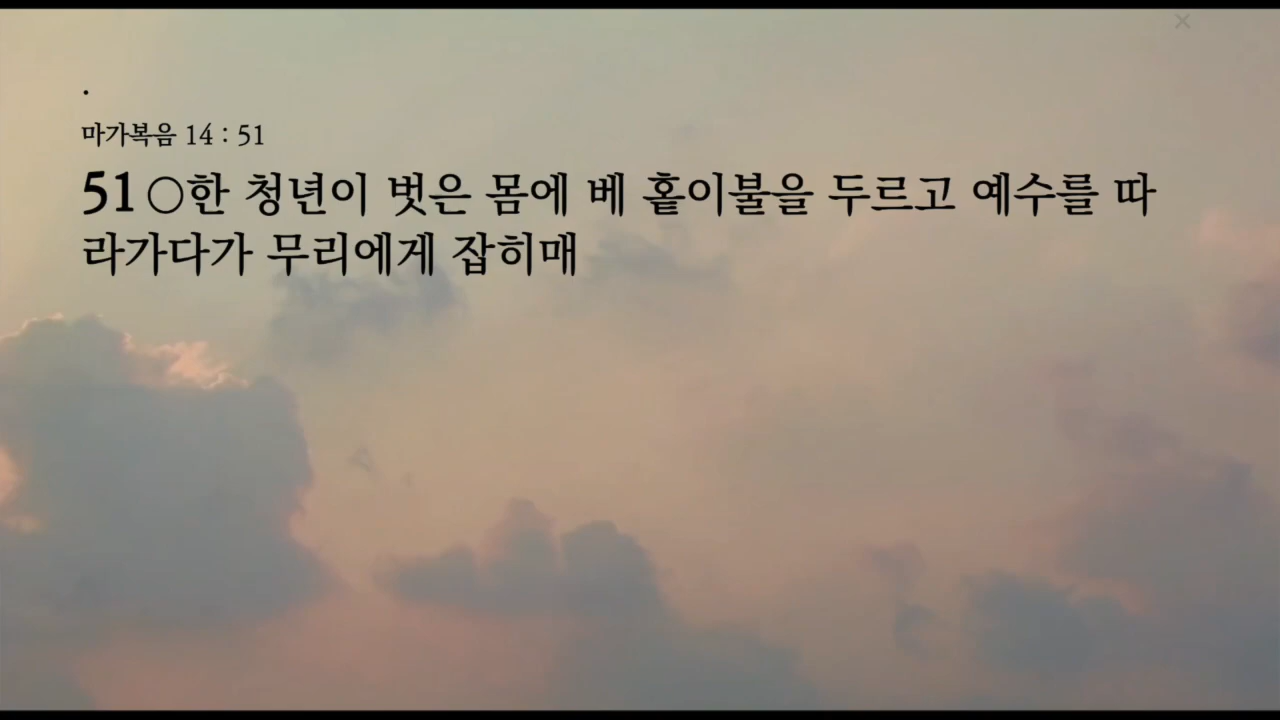 .
마가복음 14 : 51
51○한 청년이 벗은 몸에 베 홑이불을 두르고 예수를 따
라가다가 무리에게 잡히매